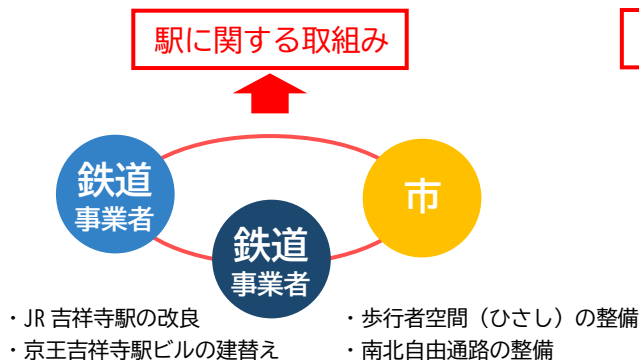 駅に関する取組み
鉄道
事業者
市
鉄道
事業者
・JR 吉祥寺駅の改良
・京王吉祥寺駅ビルの建替え
・歩行者空間（ひさし）の整備
・南北自由通路の整備